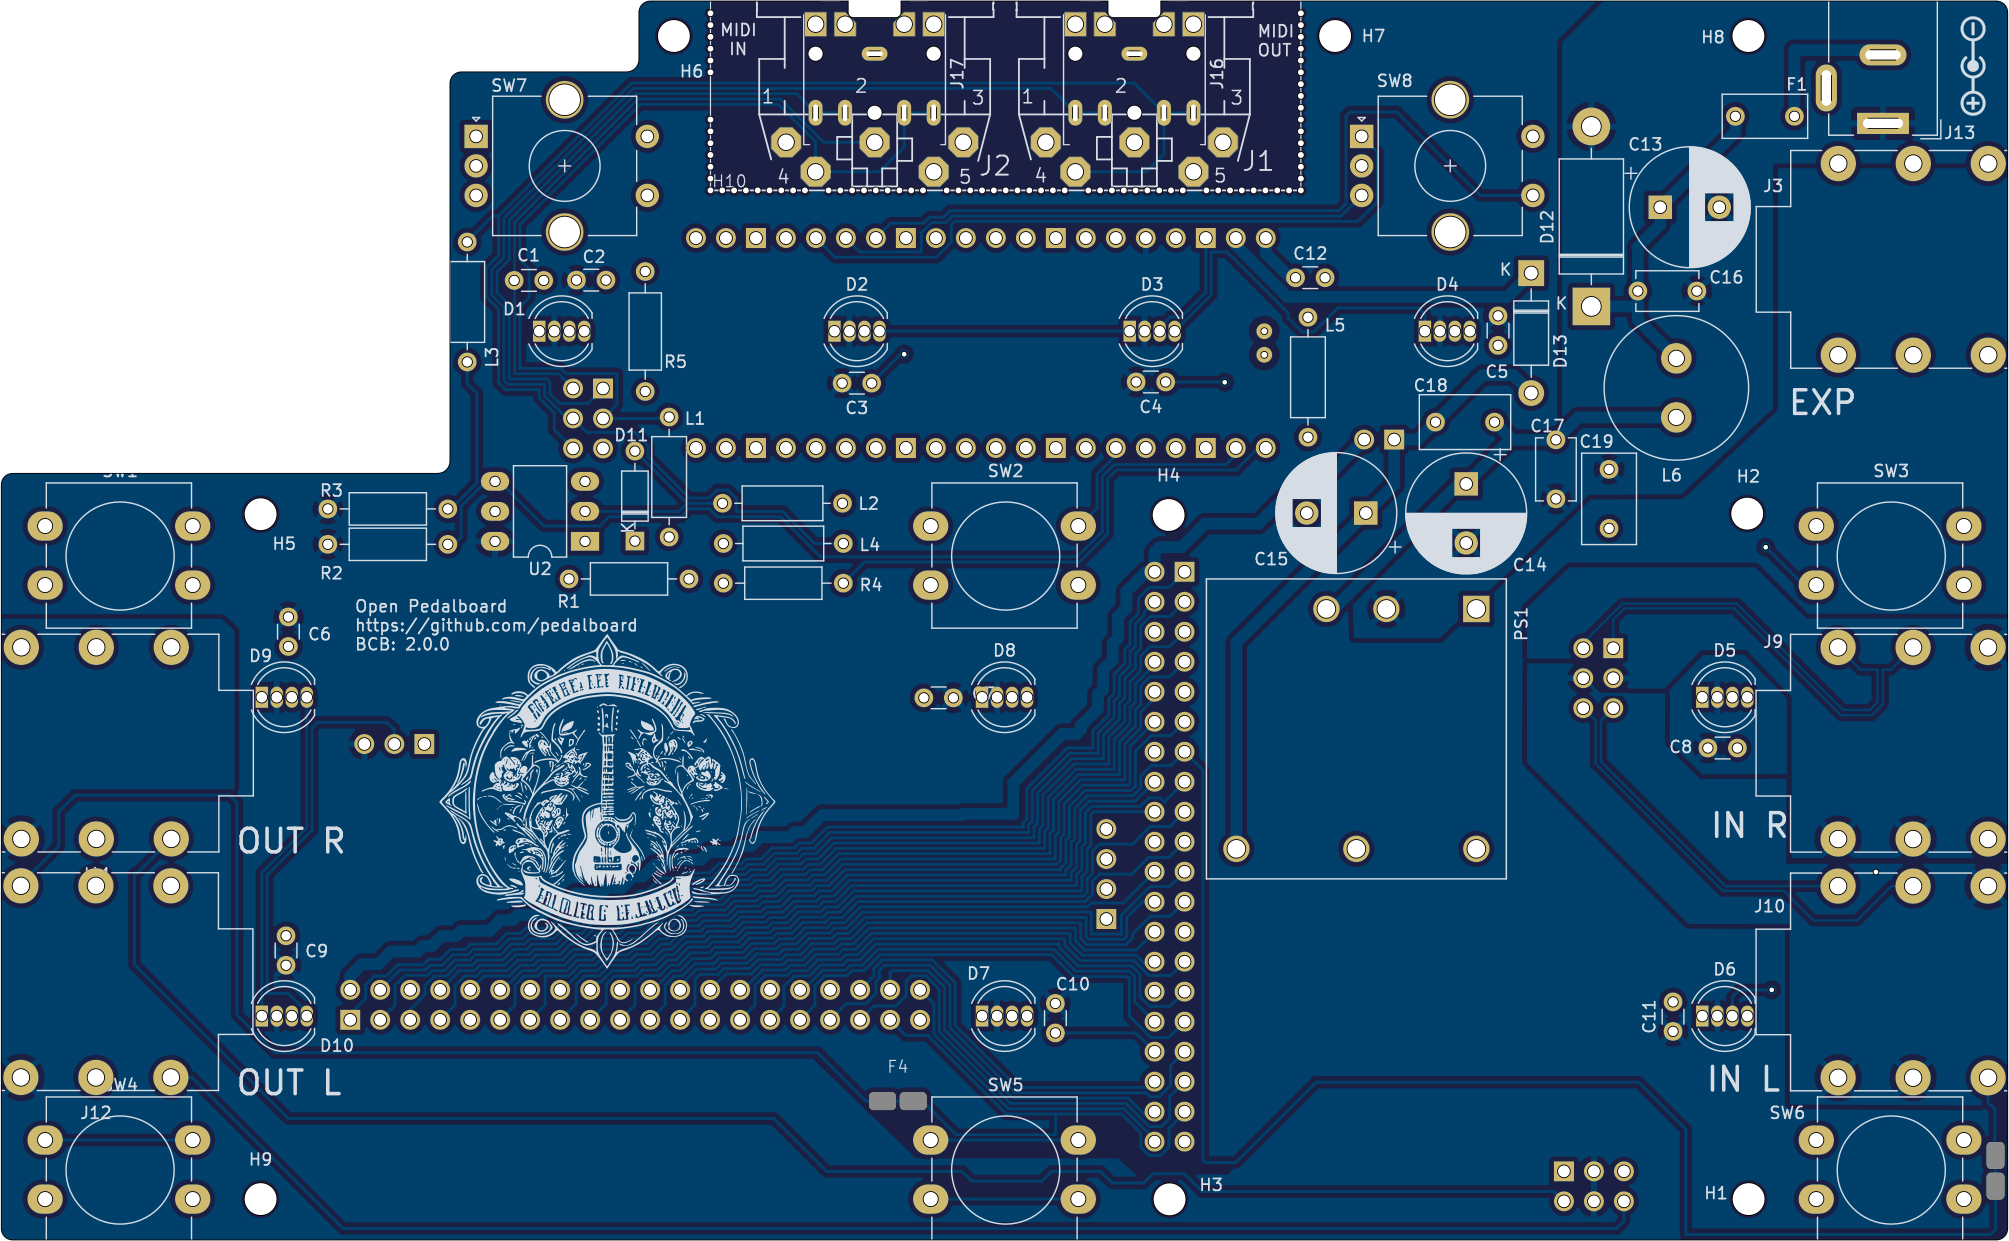 MIDI
IN
MIDI
OUT
H7
H8
H6
SW7
SW8
F1
J17
J16
1
2
3
1
2
3
J13
C13
J3
H10
4
J2
5
4
J1
5
D12
C1
C2
C12
K
C16
D1
D2
D3
D4
K
L5
L3
R5
D13
C5
C18
C3
C4
EXP
L1
D11
C17
C19
SW1
SW2
H4
L6
H2
SW3
R3
L2
K
H5
L4
R2
U2
C15
C14
R4
R1
Open Pedalboard
https://github.com/pedalboard
BCB: 2.0.0
PS1
C6
D9
D8
D5
J9
C8
OUT R
IN R
J10
C9
D7
D6
C10
C11
D10
F4
OUT L
IN L
SW4
SW5
J12
SW6
H9
H3
H1